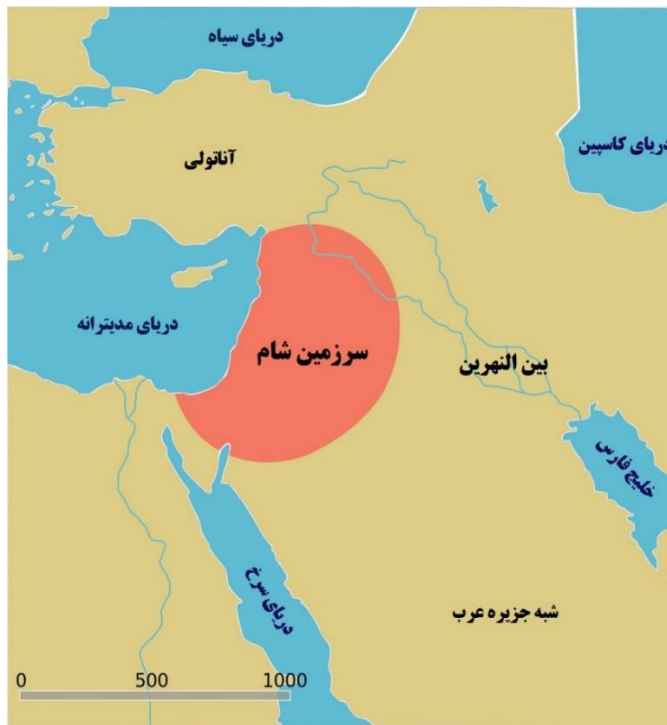 دریای سیاه
آناتولی
دریای کاسپین
دریای مدیترانه
سرزمین شام
بین النهرین
خلیج فارس
دریای سرخ
شبه جزیره عرب
0 500 1000